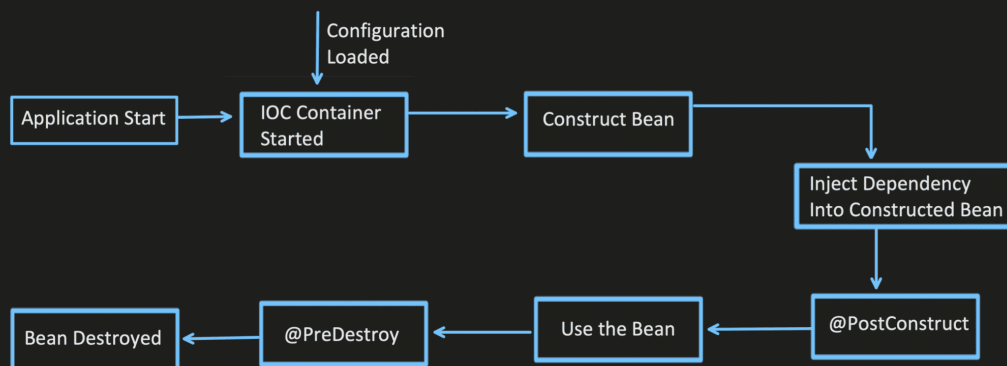 Configuration
Loaded
Application Start
IOC Container
Started
Construct Bean
Inject Dependency
Into Constructed Bean
@PostConstruct
Use the Bean
@PreDestroy
Bean Destroyed